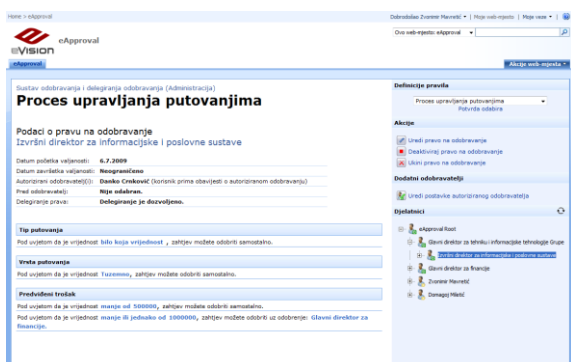 Home > eApproval
Dobrodošao Zvonimir Mavretić
Moje web-mjesto
Moje veze
eVISION
eApproval
Ovo web-mjesto: eApproval
eApproval
Akcije web-mjesta
Sustav odobravanja i delegiranja odobravanja (Administracija)
Proces upravljanja putovanjima
Podaci o pravu na odobravanje
Izvršni direktor za informacijske i poslovne sustave
Datum početka valjanosti: 6.7.2009
Datum završetka valjanosti: Neograničeno
Autorizirani odobravatelj(i): Danko Crnković (korisnik prima obavijesti o autoriziranom odobravanju)
Pred odobravatelj: Nije odabran.
Delegiranje prava: Delegiranje je dozvoljeno.
Tip putovanja
Pod uvjetom da je vrijednost bilo koja vrijednost , zahtjev možete odobriti samostalno.
Vrsta putovanja
Pod uvjetom da je vrijednost Tuzemno, zahtjev možete odobriti samostalno.
Predviđeni trošak
Pod uvjetom da je vrijednost manje od 500000, zahtjev možete odobriti samostalno.
Pod uvjetom da je vrijednost manje ili jednako od 1000000, zahtjev možete odobriti uz odobrenje: Glavni direktor za
financije.
Definicije pravila
Proces upravljanja putovanjima
Potvrda odabira
Akcije
Uredi pravo na odobravanje
Deaktiviraj pravo na odobravanje
Ukini pravo na odobravanje
Dodatni odobravatelji
Uredi postavke autoriziranog odobravatelja
Djelatnici
eApproval Root
Glavni direktor za tehniku i informacijske tehnologije Grupe
Izvršni direktor za informacijske i poslovne sustave
Glavni direktor za financije
Zvonimir Mavretić
Domagoj Miletić